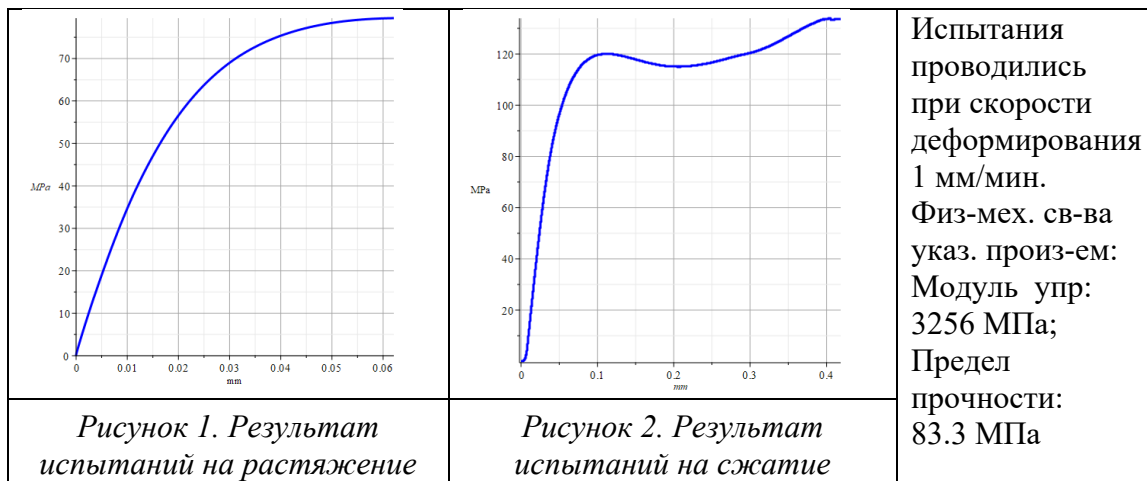 70
60
50
MPa 40
30
20
10
0
0 0.01 0.02 0.03 0.04 0.05 0.06
mm
Рисунок 1. Результат
испытаний на растяжение
120
100
80
MPa
60
40
20
0 0.1 0.2 0.3 0.4
mm
Рисунок 2. Результат
испытаний на сжатие
Испытания
проводились
при скорости
деформирования
1 мм/мин.
Физ-мех. св-ва
указ. произ-ем:
Модуль упр:
3256 МПа;
Предел
прочности:
83.3 МПа